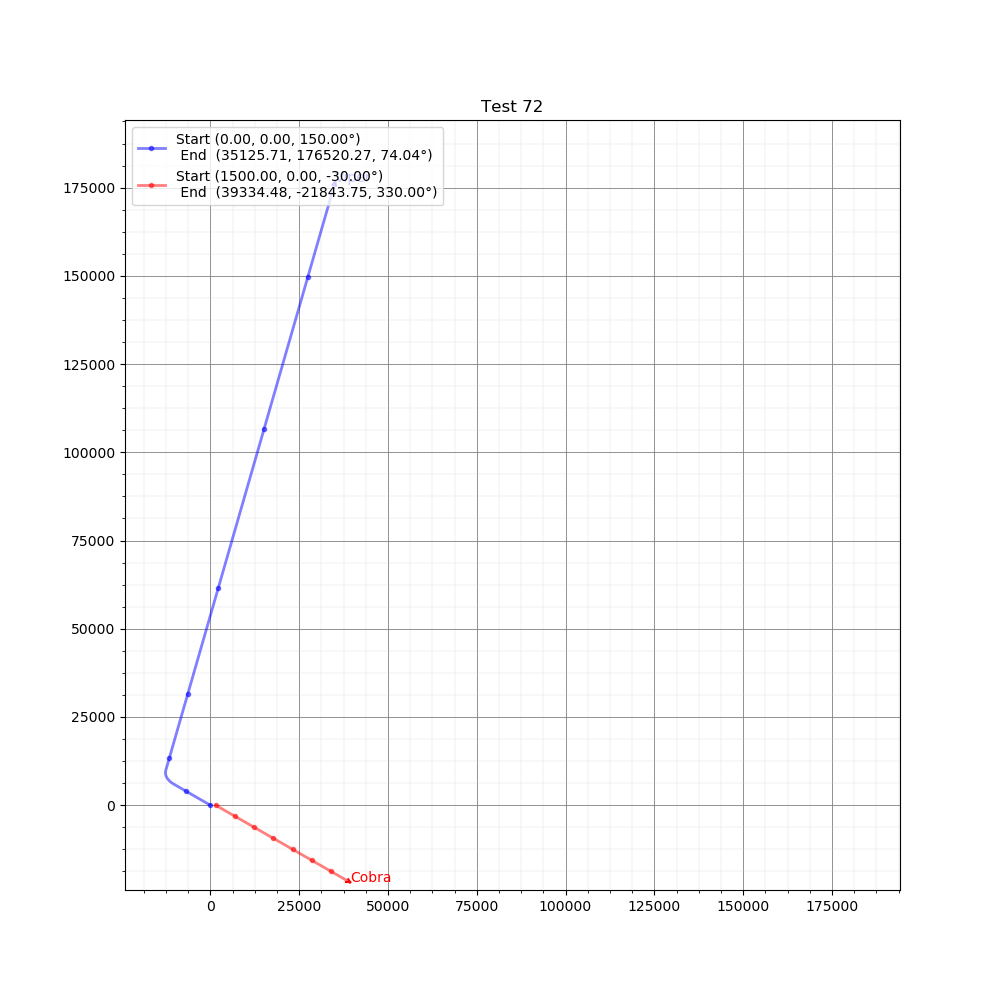 Test 72
Start (0.00, 0.00, 150.00°)
End  (35125.71, 176520.27, 74.04°)
Start (1500.00, 0.00, -30.00°)
End  (39334.48, -21843.75, 330.00°)
175000
150000
125000
100000
75000
50000
25000
0
Cobra
0
25000
50000
75000
100000
125000
150000
175000